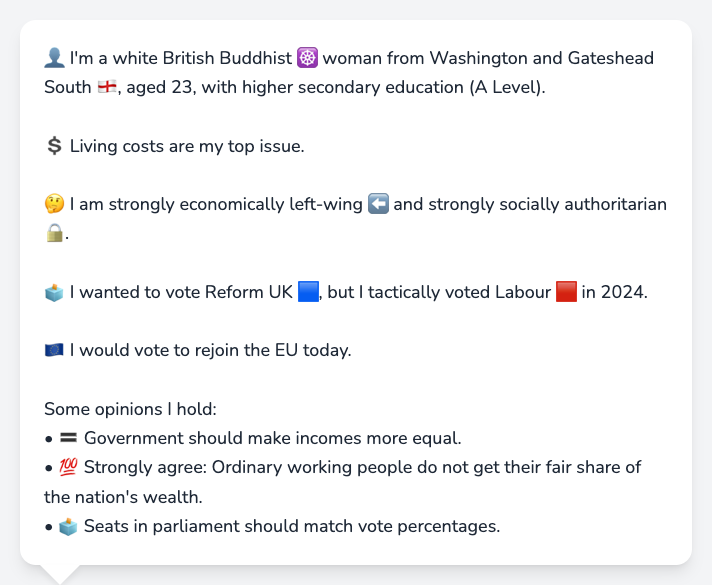 👤 I'm a white British Buddhist ☸️ woman from Washington and Gateshead
South 🏴󠁧󠁢󠁥󠁮󠁧󠁿, aged 23, with higher secondary education (A Level).
💲 Living costs are my top issue.
🤔 I am strongly economically left-wing ⬅️ and strongly socially authoritarian
🔒.
🗳️ I wanted to vote Reform UK 🟦, but I tactically voted Labour 🟥 in 2024.
🇪🇺 I would vote to rejoin the EU today.
Some opinions I hold:
• 🟰 Government should make incomes more equal.
• 💯 Strongly agree: Ordinary working people do not get their fair share of
the nation's wealth.
• 🗳️ Seats in parliament should match vote percentages.